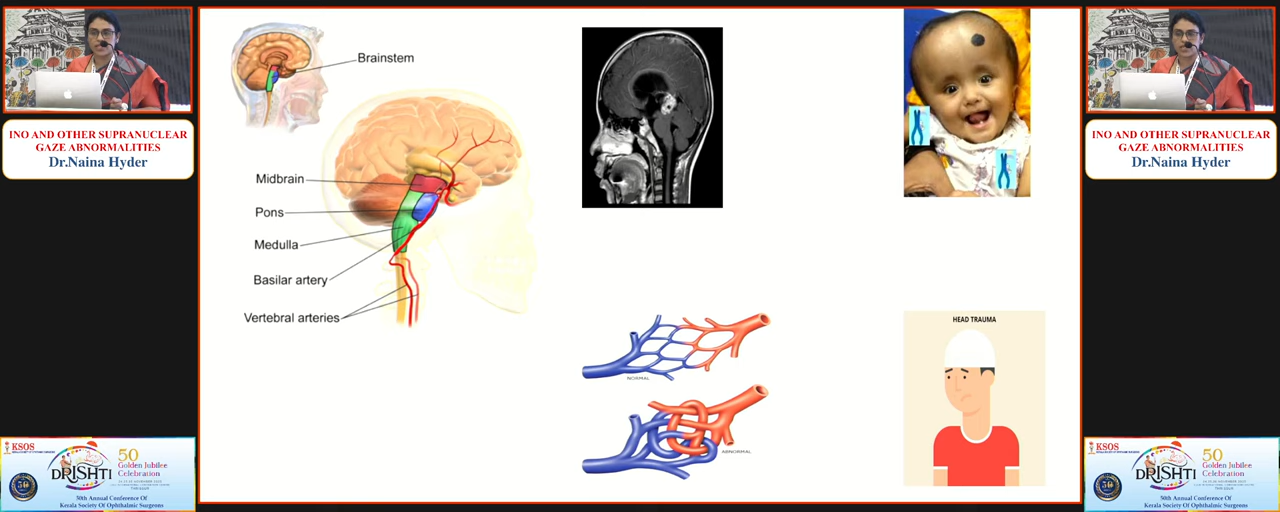 INO AND OTHER SUPRANUCLEAR
GAZE ABNORMALITIES
Dr.Naina Hyder
KSOS
50
Golden Jubilee
Celebration
DRISHTI
50th Annual Conference Of
Kerala Society Of Ophthalmic Surgeons
Brainstem
Midbrain
Pons
Medulla
Basilar artery
Vertebral arteries
NORMAL
ABNORMAL
HEAD TRAUMA
INO AND OTHER SUPRANUCLEAR
GAZE ABNORMALITIES
Dr.Naina Hyder
KSOS
50
Golden Jubilee
Celebration
DRISHTI
50th Annual Conference Of
Kerala Society Of Ophthalmic Surgeons